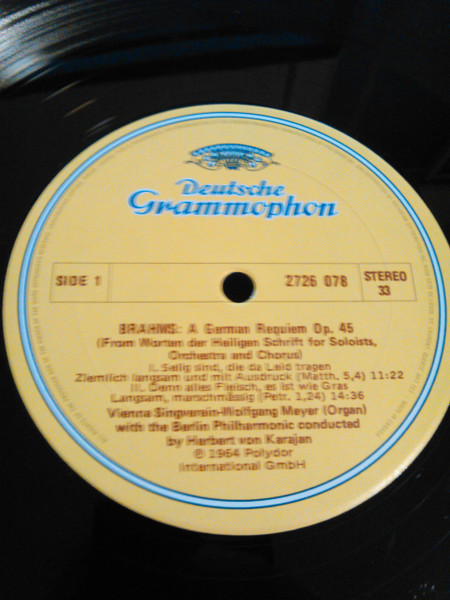 Deutsche
Grammophon
SIDE 1
2726 078
STEREO
33
BRAHMS: A German Requiem Op. 45
(From Worten der Heiligen Schrift for Soloists,
Orchestra and Chorus)
I. Selig sind, die da Leid tragen
Ziemlich langsam und mit Ausdruck (Matth. 5,4) 11:22
II. Denn alles Fleisch, es ist wie Gras
Langsam, marschmässig (Petr. 1,24) 14:36
Vienna Singverein-Wolfgang Meyer (Organ)
with the Berlin Philharmonic conducted
by Herbert von Karajan
℗ 1964 Polydor
International GmbH